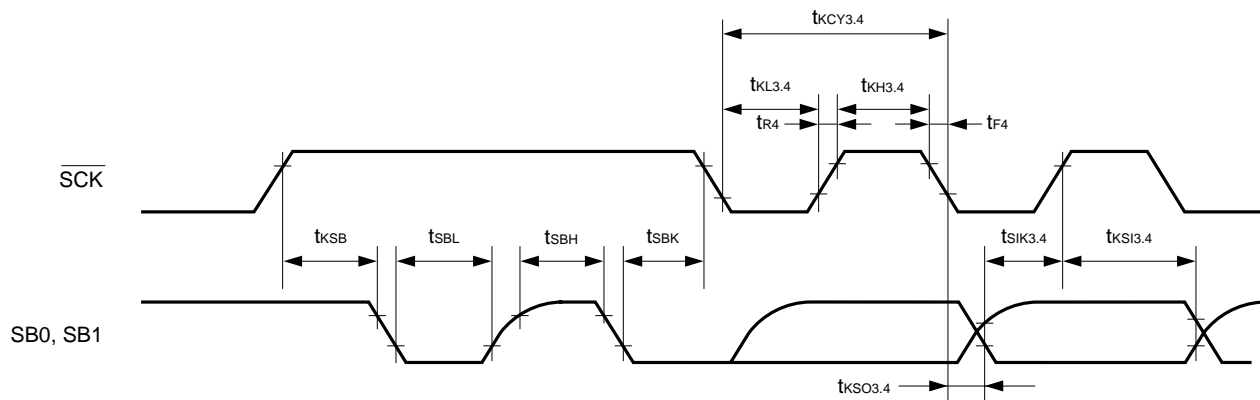 tKCY3.4
tKL3.4
tKH3.4
tR4
tF4
SCK
tKSB
tSBL
tSBH
tSBK
tSIK3.4
tKSI3.4
SB0, SB1
tKSO3.4